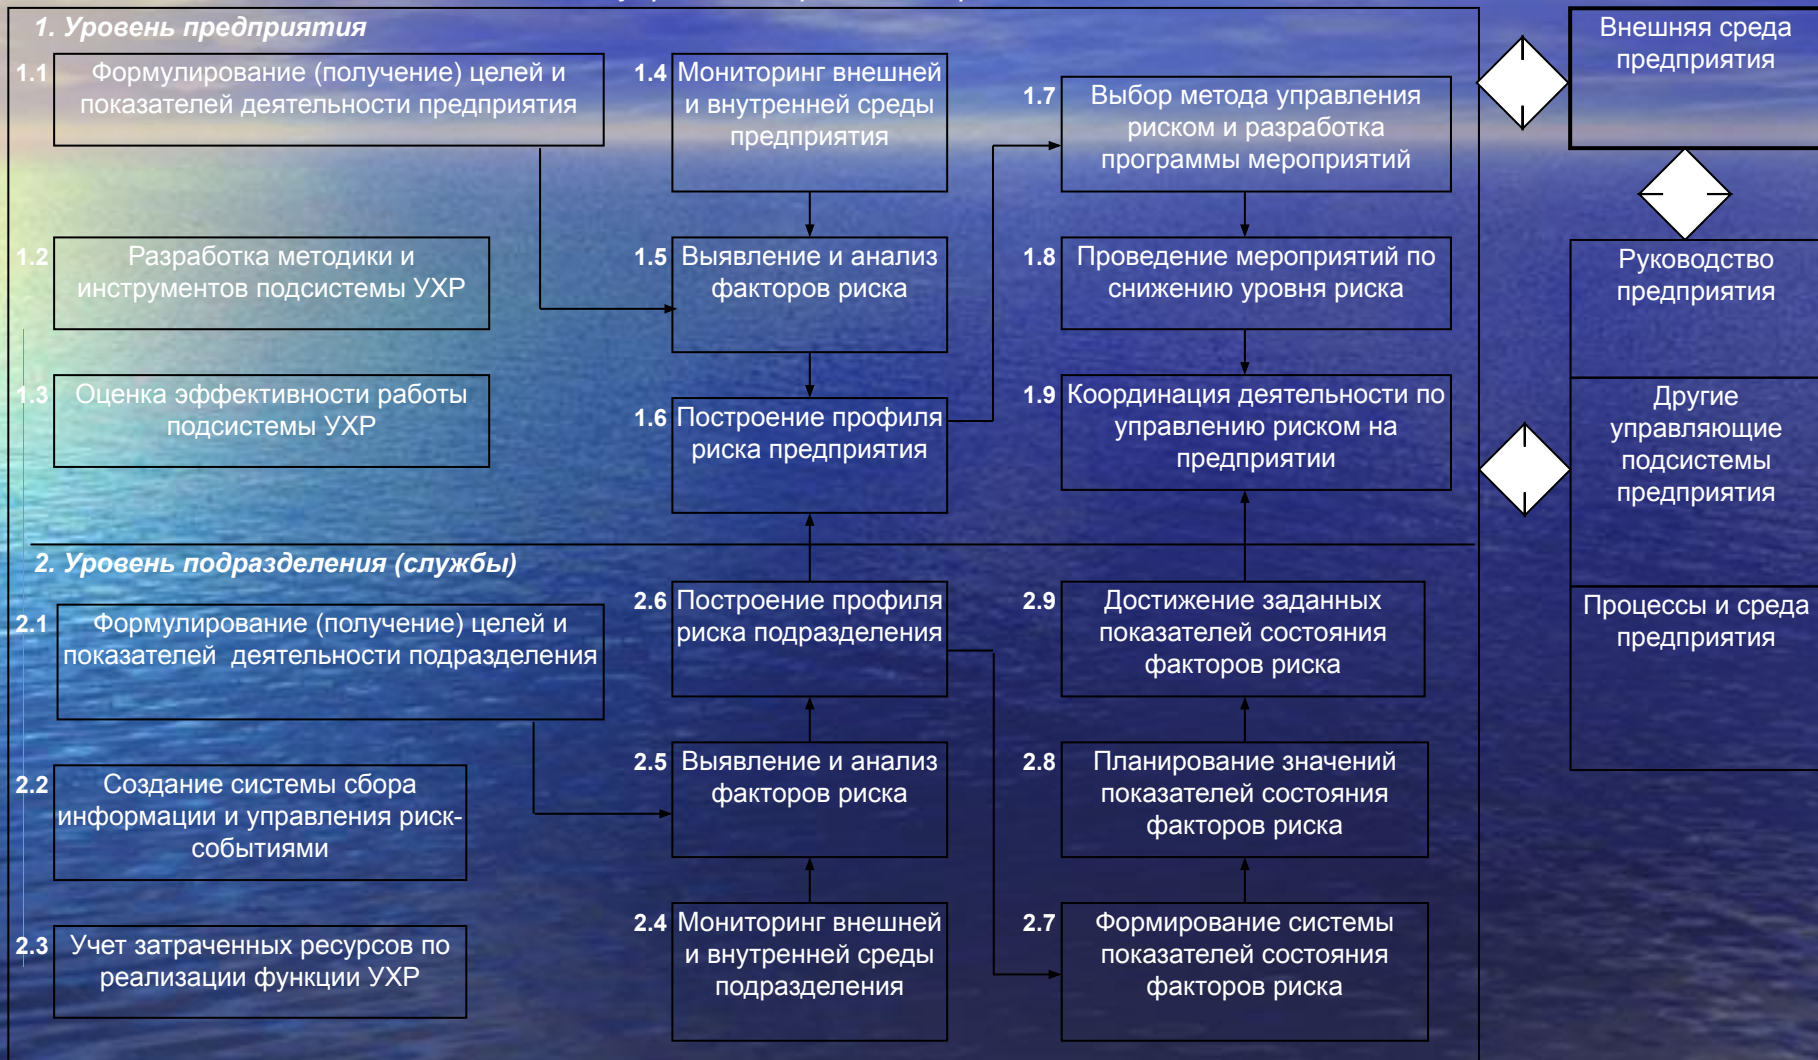 1. Уровень предприятия
1.1 Формулирование (получение) целей и
показателей деятельности предприятия
1.2 Разработка методики и
инструментов подсистемы УХР
1.3 Оценка эффективности работы
подсистемы УХР
1.4 Мониторинг внешней
и внутренней среды
предприятия
1.5 Выявление и анализ
факторов риска
1.6 Построение профиля
риска предприятия
1.7 Выбор метода управления
риском и разработка
программы мероприятий
1.8 Проведение мероприятий по
снижению уровня риска
1.9 Координация деятельности по
управлению риском на
предприятии
2. Уровень подразделения (службы)
2.1 Формулирование (получение) целей и
показателей деятельности подразделения
2.2 Создание системы сбора
информации и управления риск-
событиями
2.3 Учет затраченных ресурсов по
реализации функции УХР
2.6 Построение профиля
риска подразделения
2.5 Выявление и анализ
факторов риска
2.4 Мониторинг внешней
и внутренней среды
подразделения
2.9 Достижение заданных
показателей состояния
факторов риска
2.8 Планирование значений
показателей состояния
факторов риска
2.7 Формирование системы
показателей состояния
факторов риска
Внешняя среда
предприятия
Руководство
предприятия
Другие
управляющие
подсистемы
предприятия
Процессы и среда
предприятия